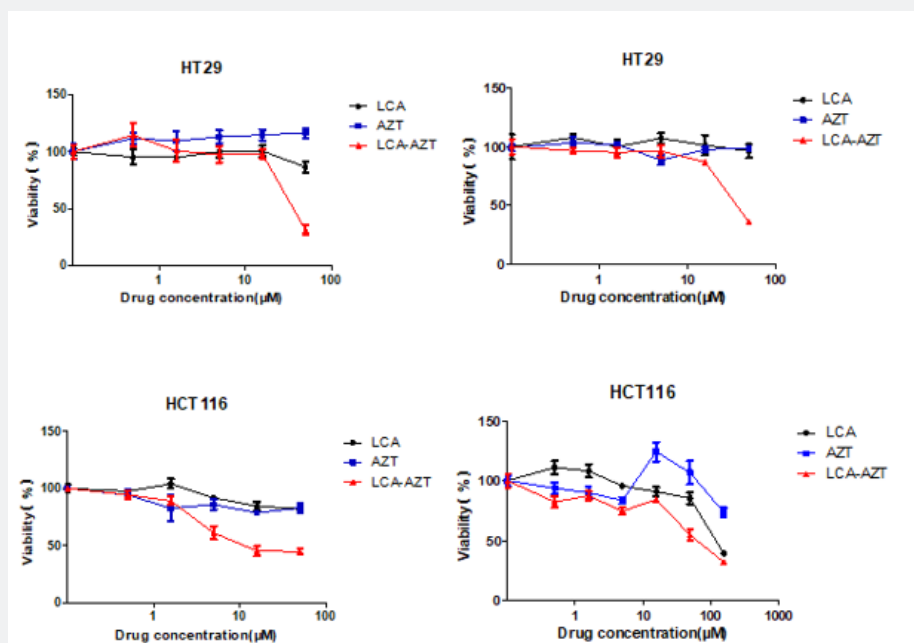 HT29
150
100
50
0
Viability ( %)
1
10
100
Drug concentration(µM)
LCA
AZT
LCA-AZT
HT29
150
100
50
0
Viability ( %)
1
10
100
Drug concentration(µM)
LCA
AZT
LCA-AZT
HCT116
150
100
50
0
Viability ( %)
1
10
100
Drug concentration(µM)
LCA
AZT
LCA-AZT
HCT116
150
100
50
0
Viability ( %)
1
10
100
1000
Drug concentration(µM)
LCA
AZT
LCA-AZT